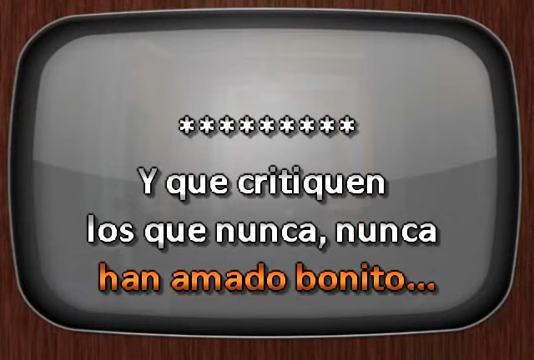 *********
Y que critiquen
los que nunca, nunca
han amado bonito...